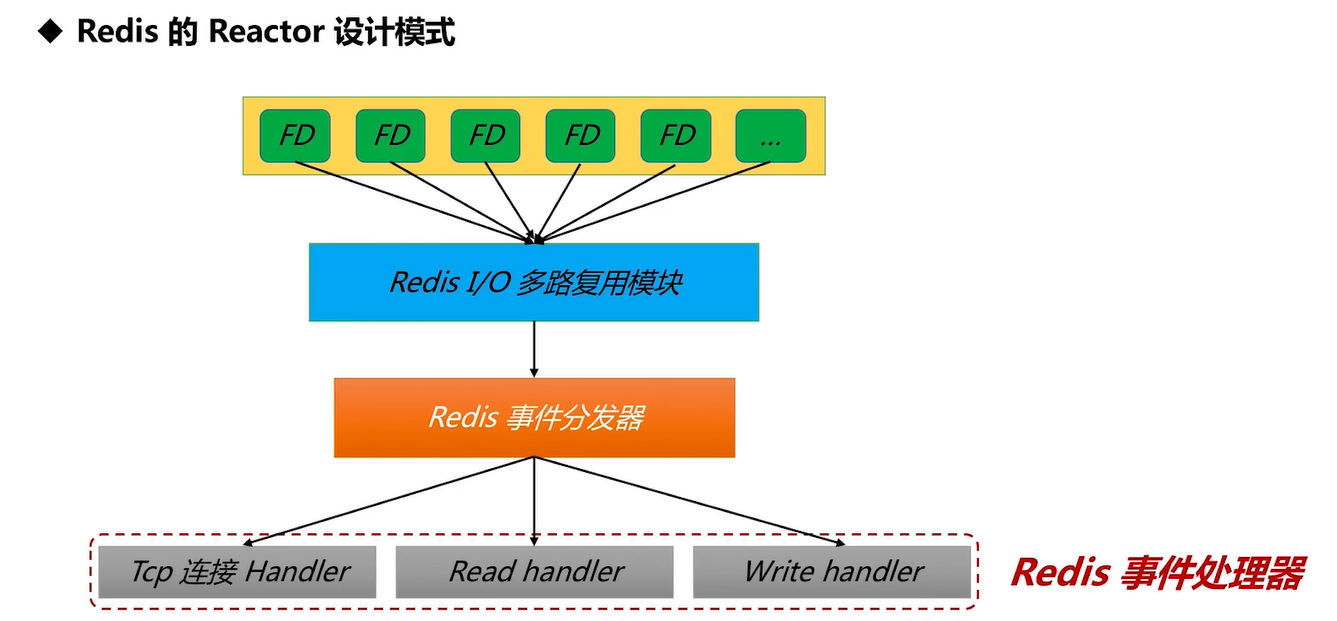 ◆ Redis 的 Reactor 设计模式
FD FD FD FD FD ...
Redis I/O 多路复用模块
Redis 事件分发器
Tcp 连接 Handler Read handler Write handler
Redis 事件处理器